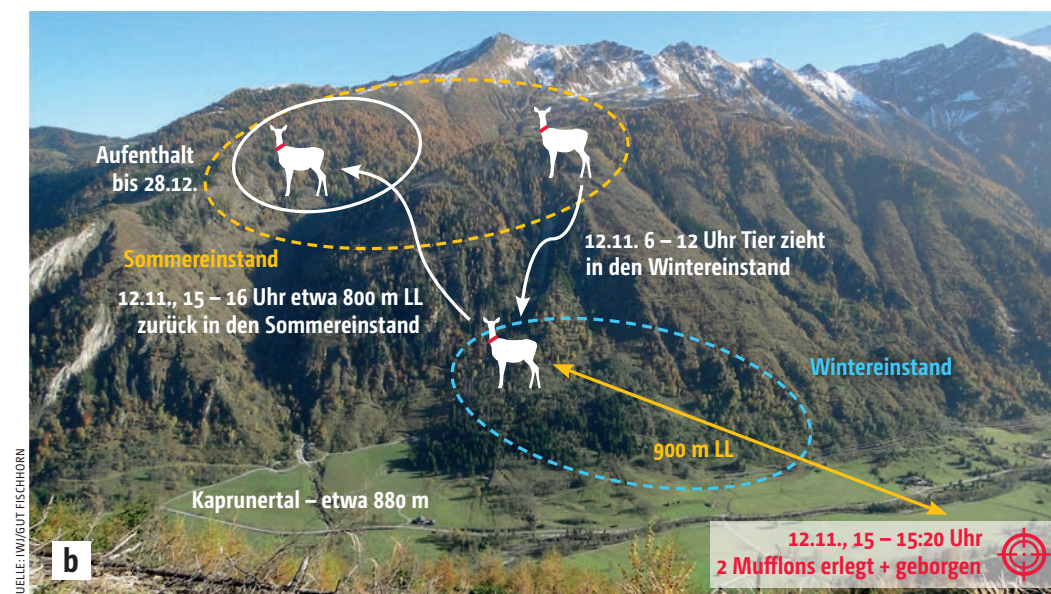 Aufenthalt
bis 28.12.
Sommereinstand
12.11., 15 – 16 Uhr etwa 800 m LL
zurück in den Sommereinstand
12.11. 6 – 12 Uhr Tier zieht
in den Wintereinstand
Wintereinstand
900 m LL
Kaprunertal – etwa 880 m
12.11., 15 – 15:20 Uhr
2 Mufflons erlegt + geborgen
b
UELLE: IWJ/GUT FISCHHORN